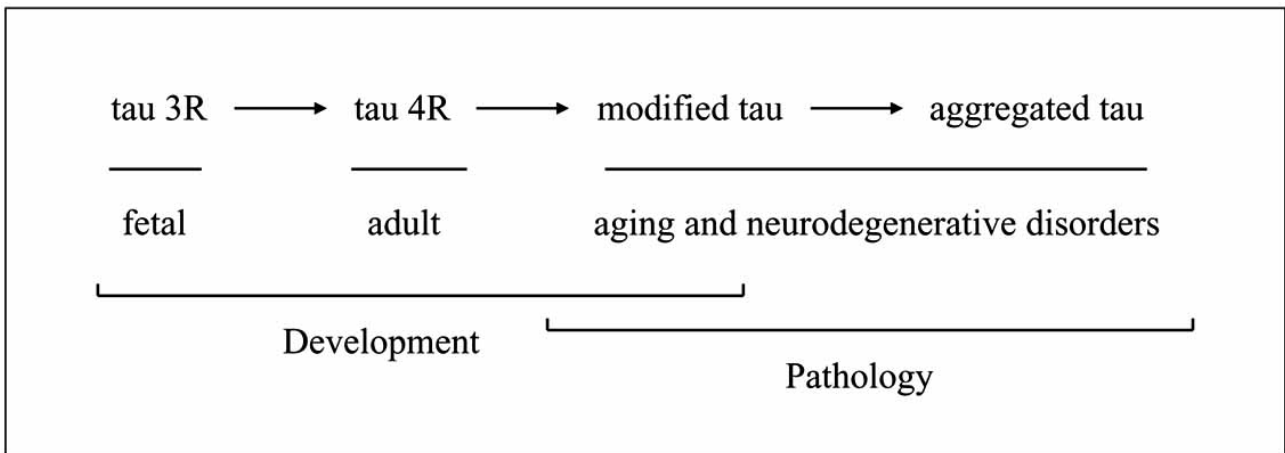 tau 3R → tau 4R → modified tau → aggregated tau
fetal adult aging and neurodegenerative disorders
Development
Pathology